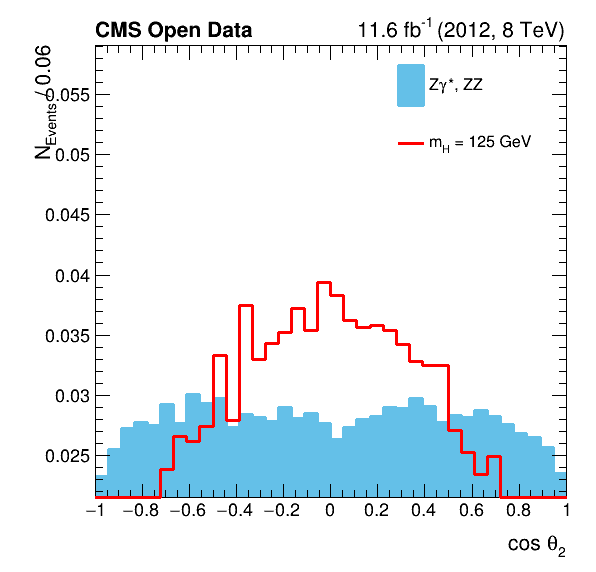 CMS Open Data
11.6 fb⁻¹ (2012, 8 TeV)
N_Events / 0.06
Zγ*, ZZ
m_H = 125 GeV
0.055
0.05
0.045
0.04
0.035
0.03
0.025
−1 −0.8 −0.6 −0.4 −0.2 0 0.2 0.4 0.6 0.8 1
cos θ₂